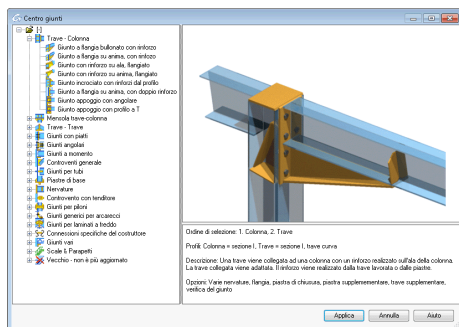 Centro giunti
[-]
Trave - Colonna
Giunto a flangia bullonato con rinforzo
Giunto a flangia su anima, con rinforzo
Giunto con rinforzo su ala, flangiato
Giunto con rinforzo su anima, flangiato
Giunto incrociato con rinforzi dal profilo
Giunto a flangia su anima, con doppio rinforzo
Giunto appoggio con angolare
Giunto appoggio con profilo a T
Mensola trave-colonna
Trave - Trave
Giunti con piatti
Giunti angolari
Giunti a momento
Controventi generale
Giunti per tubi
Piastre di base
Nervature
Controvento con tenditore
Giunti per piloni
Giunti generici per arcarecci
Giunti per laminati a freddo
Connessioni specifiche del costruttore
Giunti vari
Scale & Parapetti
Vecchio - non è più aggiornato
Ordine di selezione: 1. Colonna, 2. Trave
Profili: Colonna = sezione I, Trave = sezione I, trave curva
Descrizione: Una trave viene collegata ad una colonna con un rinforzo realizzato sull'ala della colonna.
La trave collegata viene adattata. Il rinforzo viene realizzato dalla trave lavorata o dalle piastre.
Opzioni: Varie nervature, flangia, piastra di chiusura, piastra supplementare, trave supplementare,
verifica del giunto
Applica
Annulla
Aiuto